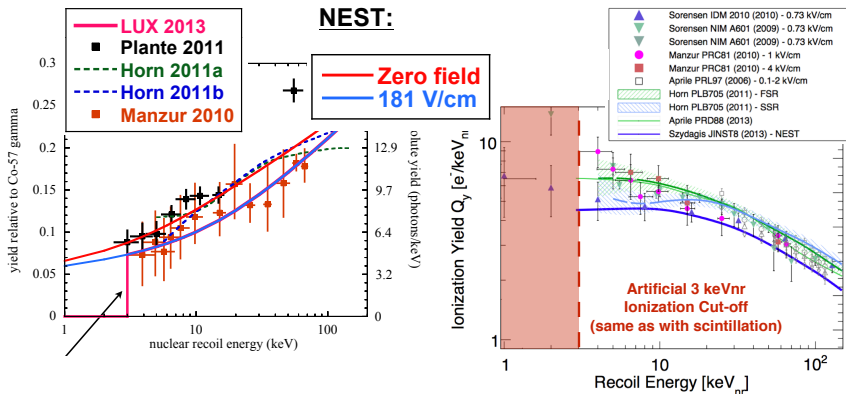 NEST:
LUX 2013
Plante 2011
Horn 2011a
Horn 2011b
Manzur 2010
Zero field
181 V/cm
yield relative to Co-57 gamma
0.3
0.2
0.15
0.1
0.05
0
1
10
100
nuclear recoil energy (keV)
olute yield (photons/keV)
12.9
9.7
6.4
3.2
0
Sorensen IDM 2010 (2010) - 0.73 kV/cm
Sorensen NIM A601 (2009) - 0.73 kV/cm
Sorensen NIM A601 (2009) - 0.73 kV/cm
Manzur PRC81 (2010) - 1 kV/cm
Manzur PRC81 (2010) - 4 kV/cm
Aprile PRL97 (2006) - 0.1-2 kV/cm
Horn PLB705 (2011) - FSR
Horn PLB705 (2011) - SSR
Aprile PRD88 (2013)
Szydagis JINST8 (2013) - NEST
Ionization Yield Qy [e-/keVnr]
10
1
Artificial 3 keVnr
Ionization Cut-off
(same as with scintillation)
1
10
10²
Recoil Energy [keVnr]